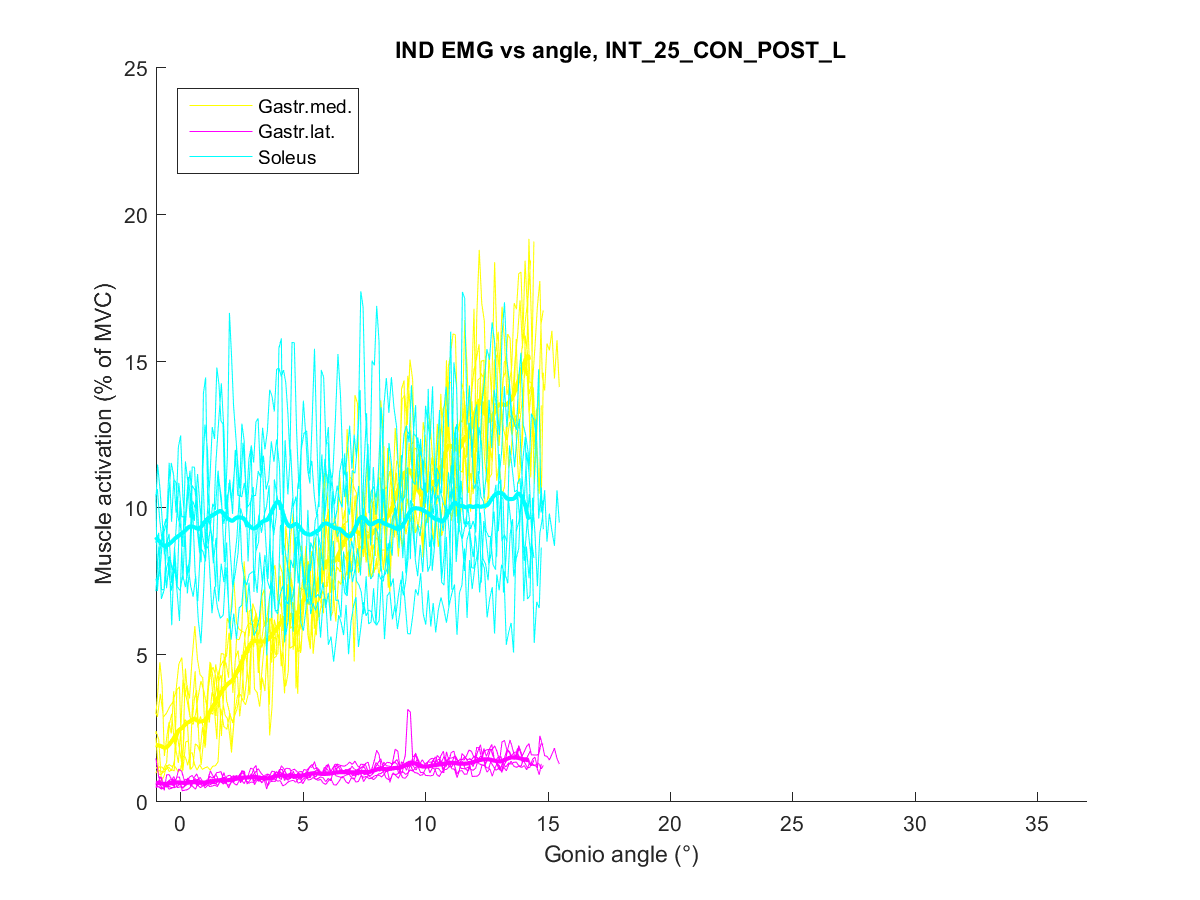 IND EMG vs angle, INT_25_CON_POST_L
25
Gastr.med.
Gastr.lat.
Soleus
20
15
10
5
0
Muscle activation (% of MVC)
0 5 10 15 20 25 30 35
Gonio angle (°)